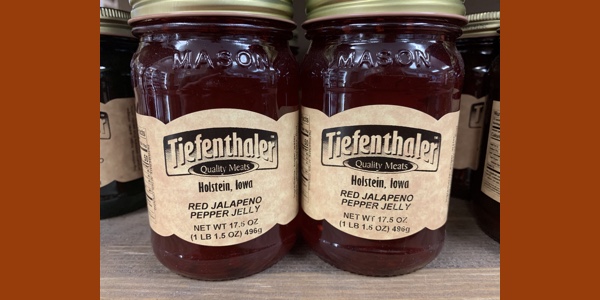 MASON
Tiefenthaler
Quality Meats
Holstein, Iowa
RED JALAPENO
PEPPER JELLY
NET WT 17.5 OZ
(1 LB 1.5 OZ) 496g
MASON
Tiefenthaler
Quality Meats
Holstein, Iowa
RED JALAPENO
PEPPER JELLY
NET WT 17.5 OZ
(1 LB 1.5 OZ) 496g